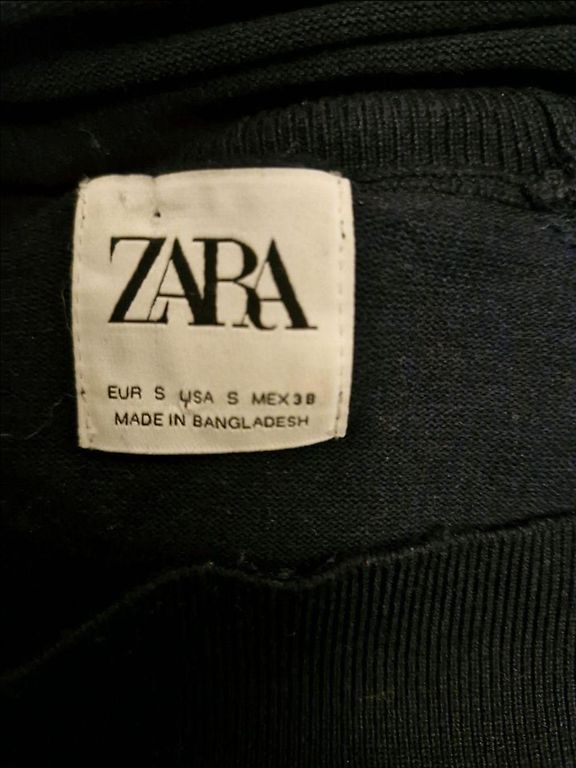 ZARA
EUR S USA S MEX 38
MADE IN BANGLADESH